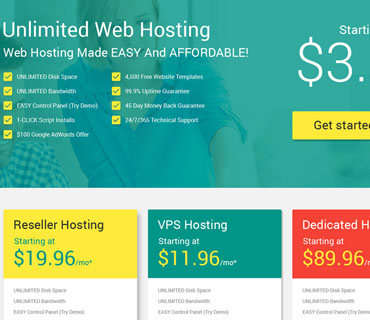 Unlimited Web Hosting
Web Hosting Made EASY And AFFORDABLE!
UNLIMITED Disk Space
UNLIMITED Bandwidth
EASY Control Panel (Try Demo)
1-CLICK Script Installs
$100 Google AdWords Offer
4,500 Free Website Templates
99.9% Uptime Guarantee
45 Day Money Back Guarantee
24/7/365 Technical Support
Starti
$3.
Get starte
Reseller Hosting
Starting at
$19.96/mo*
UNLIMITED Disk Space
UNLIMITED Bandwidth
EASY Control Panel (Try Demo)
VPS Hosting
Starting at
$11.96/mo*
UNLIMITED Disk Space
UNLIMITED Bandwidth
EASY Control Panel (Try Demo)
Dedicated H
Starting at
$89.96/m
UNLIMITED Disk Space
UNLIMITED Bandwidth
EASY Control Panel (Try D